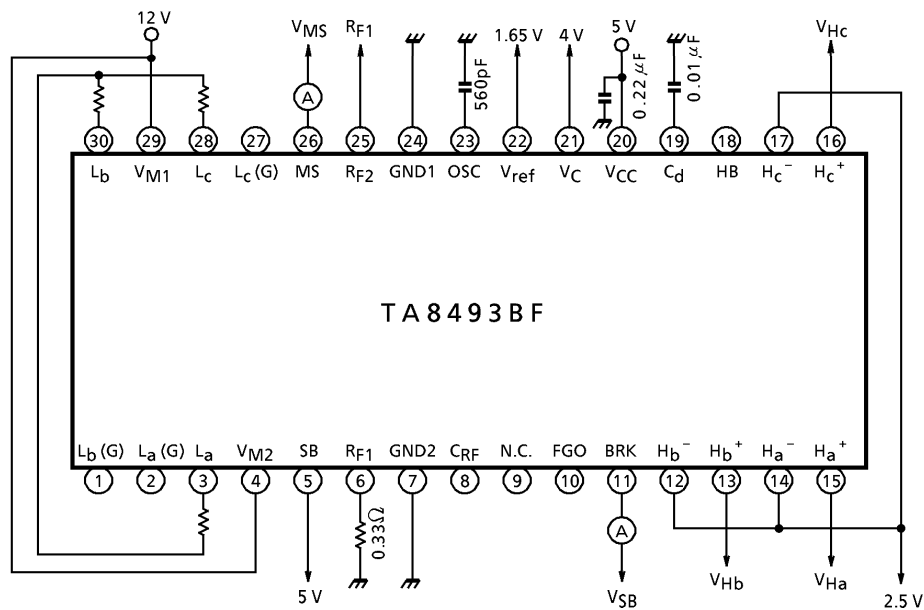 12 V
V_MS
R_F1
1.65 V
4 V
5 V
V_Hc
A
560pF
0.22 μF
0.01 μF
30 29 28 27 26 25 24 23 22 21 20 19 18 17 16
L_b V_M1 L_c L_c (G) MS R_F2 GND1 OSC V_ref V_C V_CC C_d HB H_c⁻ H_c⁺
TA8493BF
L_b (G) L_a (G) L_a V_M2 SB R_F1 GND2 C_RF N.C. FGO BRK H_b⁻ H_b⁺ H_a⁻ H_a⁺
1 2 3 4 5 6 7 8 9 10 11 12 13 14 15
0.33Ω
A
5 V
V_SB
V_Hb
V_Ha
2.5 V